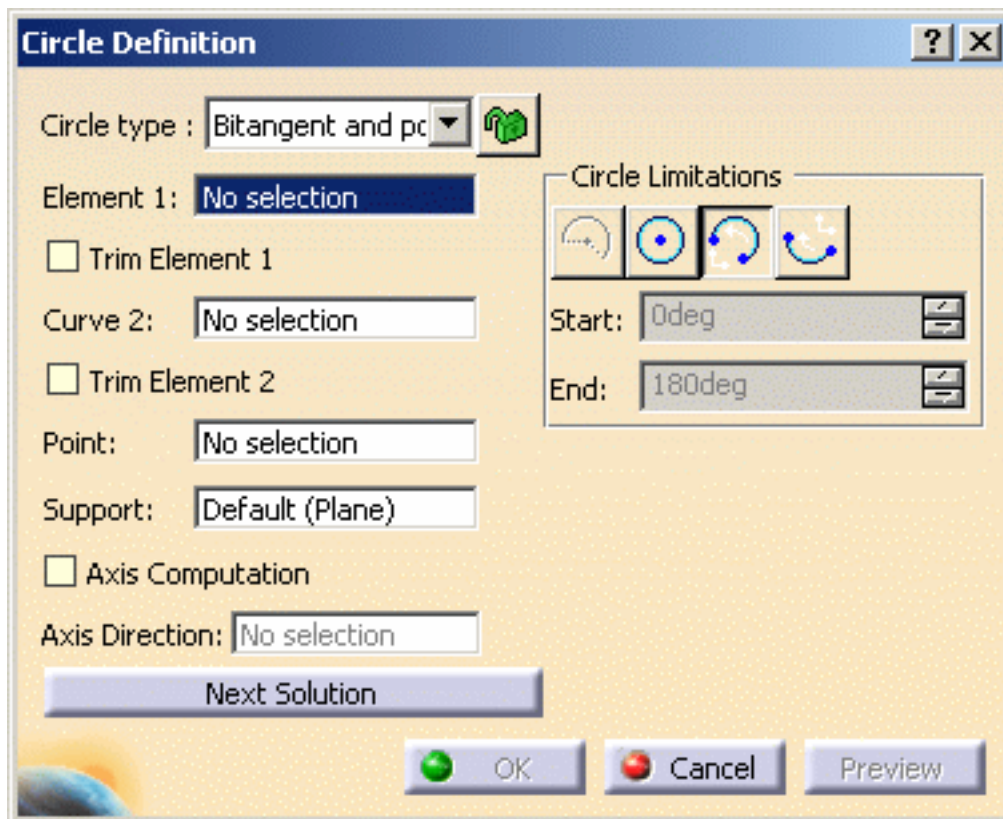 Circle Definition
Circle type : Bitangent and po
Element 1: No selection
Trim Element 1
Curve 2: No selection
Trim Element 2
Point: No selection
Support: Default (Plane)
Axis Computation
Axis Direction: No selection
Next Solution
Circle Limitations
Start: 0deg
End: 180deg
OK
Cancel
Preview